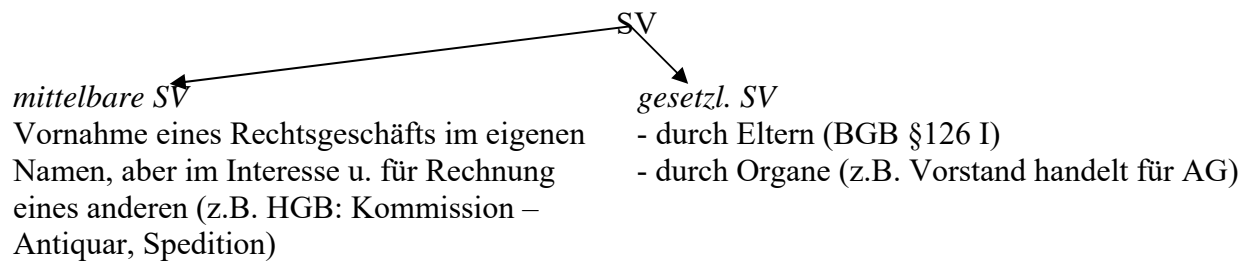 SV
mittelbare SV
Vornahme eines Rechtsgeschäfts im eigenen
Namen, aber im Interesse u. für Rechnung
eines anderen (z.B. HGB: Kommission –
Antiquar, Spedition)
gesetzl. SV
- durch Eltern (BGB §126 I)
- durch Organe (z.B. Vorstand handelt für AG)